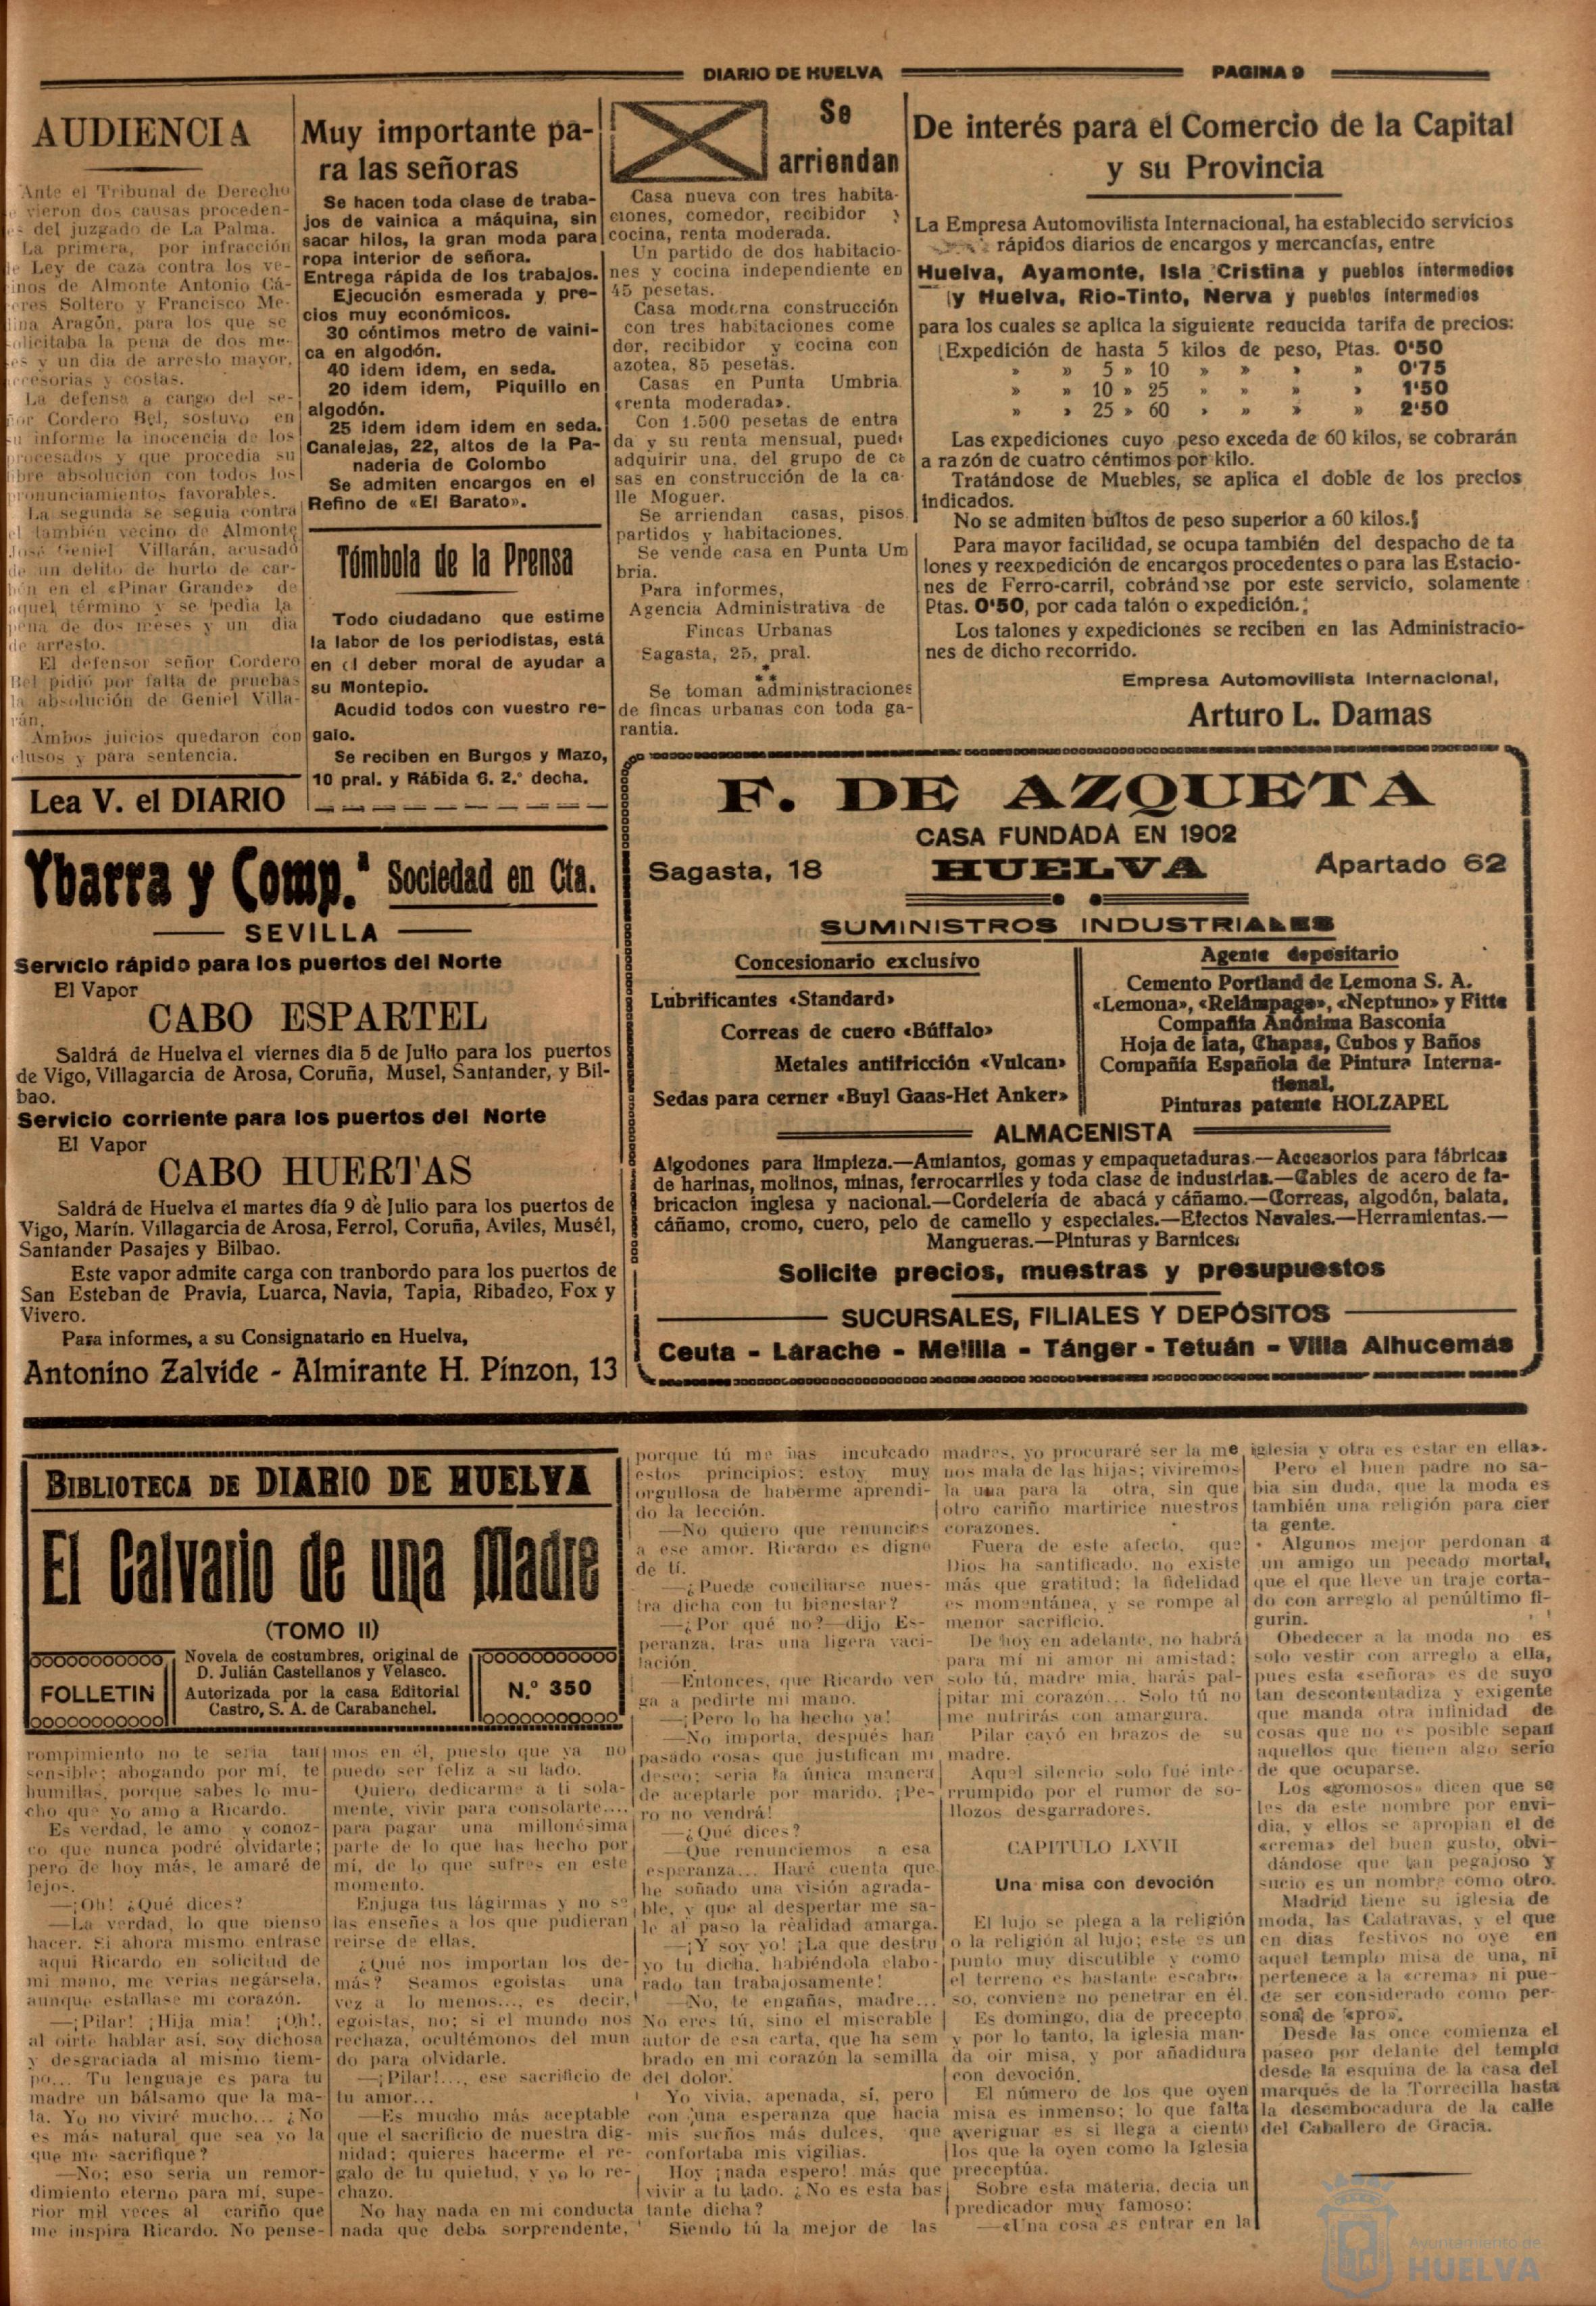 DIARIO DE HUELVA
PAGINA 9
AUDIENCIA
Ante el Tribunal de Derecho
se vieron dos causas proceden-
es del juzgado de La Palma.
La primera, por infracción
de Ley de caza contra los ve-
cinos de Almonte Antonio Cá-
ceres Soltero y Francisco Me-
dina Aragón, para los que se
solicitaba la pena de dos me-
ses y un día de arresto mayor,
accesorias y costas.
La defensa a cargo del se-
ñor Cordero Bel, sostuvo en
su informe la inocencia de los
procesados y que procedía su
libre absolución con todos los
pronunciamientos favorables.
La segunda se seguía contra
el también vecino de Almonte
José Geniel Villarán, acusado
de un delito de hurto de car-
bón en el «Pinar Grande» de
aquel término y se pedía la
pena de dos meses y un día
de arresto.
El defensor señor Cordero
Bel pidió por falta de pruebas
la absolución de Geniel Villa-
rán.
Ambos juicios quedaron con
clusos y para sentencia.
Lea V. el DIARIO
Muy importante pa-
ra las señoras
Se hacen toda clase de traba-
jos de vainica a máquina, sin
sacar hilos, la gran moda para
ropa interior de señora.
Entrega rápida de los trabajos.
Ejecución esmerada y pre-
cios muy económicos.
30 céntimos metro de vaini-
ca en algodón.
40 idem idem, en seda.
20 idem idem, Piquillo en
algodón.
25 idem idem idem en seda.
Canalejas, 22, altos de la Pa-
naderia de Colombo
Se admiten encargos en el
Refino de «El Barato».
Tómbola de la Prensa
Todo ciudadano que estime
la labor de los periodistas, está
en el deber moral de ayudar a
su Montepio.
Acudid todos con vuestro re-
galo.
Se reciben en Burgos y Mazo,
10 pral. y Rábida 6. 2.º decha.
Se
arriendan
Casa nueva con tres habita-
ciones, comedor, recibidor y
cocina, renta moderada.
Un partido de dos habitacio-
nes y cocina independiente en
45 pesetas.
Casa moderna construcción
con tres habitaciones come
dor, recibidor y cocina con
azotea, 85 pesetas.
Casas en Punta Umbria
«renta moderada».
Con 1.500 pesetas de entra
da y su renta mensual, puede
adquirir una, del grupo de ca
sas en construcción de la ca-
lle Moguer.
Se arriendan casas, pisos
partidos y habitaciones.
Se vende casa en Punta Um
bria.
Para informes,
Agencia Administrativa de
Fincas Urbanas
Sagasta, 25, pral.
* * *
Se toman administraciones
de fincas urbanas con toda ga-
rantia.
De interés para el Comercio de la Capital
y su Provincia
La Empresa Automovilista Internacional, ha establecido servicios
rápidos diarios de encargos y mercancías, entre
Huelva, Ayamonte, Isla Cristina y pueblos intermedios
y Huelva, Rio-Tinto, Nerva y pueblos intermedios
para los cuales se aplica la siguiente reducida tarifa de precios:
Expedición de hasta 5 kilos de peso, Ptas. 0'50
» » 5 » 10 » » » » 0'75
» » 10 » 25 » » » » 1'50
» » 25 » 60 » » » » 2'50
Las expediciones cuyo peso exceda de 60 kilos, se cobrarán
a razón de cuatro céntimos por kilo.
Tratándose de Muebles, se aplica el doble de los precios
indicados.
No se admiten bultos de peso superior a 60 kilos.
Para mayor facilidad, se ocupa también del despacho de ta
lones y reexpedición de encargos procedentes o para las Estacio-
nes de Ferro-carril, cobrándose por este servicio, solamente
Ptas. 0'50, por cada talón o expedición.
Los talones y expediciones se reciben en las Administracio-
nes de dicho recorrido.
Empresa Automovilista Internacional,
Arturo L. Damas
Ybarra y Comp.ª Sociedad en Cta.
SEVILLA
Servicio rápido para los puertos del Norte
El Vapor
CABO ESPARTEL
Saldrá de Huelva el viernes dia 5 de Julio para los puertos
de Vigo, Villagarcia de Arosa, Coruña, Musel, Santander, y Bil-
bao.
Servicio corriente para los puertos del Norte
El Vapor
CABO HUERTAS
Saldrá de Huelva el martes día 9 de Julio para los puertos de
Vigo, Marín. Villagarcia de Arosa, Ferrol, Coruña, Aviles, Musél,
Santander Pasajes y Bilbao.
Este vapor admite carga con tranbordo para los puertos de
San Esteban de Pravia, Luarca, Navia, Tapia, Ribadeo, Fox y
Vivero.
Para informes, a su Consignatario en Huelva,
Antonino Zalvide - Almirante H. Pinzon, 13
F. DE AZQUETA
CASA FUNDADA EN 1902
Sagasta, 18 HUELVA Apartado 62
SUMINISTROS INDUSTRIALES
Concesionario exclusivo
Lubrificantes «Standard»
Correas de cuero «Búffalo»
Metales antifricción «Vulcan»
Sedas para cerner «Buyl Gaas-Het Anker»
Agente depositario
Cemento Portland de Lemona S. A.
«Lemona», «Relámpago», «Neptuno» y Fitte
Compañía Anónima Basconia
Hoja de lata, Chapas, Cubos y Baños
Compañía Española de Pintura Interna-
tional.
Pinturas patente HOLZAPEL
ALMACENISTA
Algodones para limpieza.—Amiantos, gomas y empaquetaduras.—Accesorios para fábricas
de harinas, molinos, minas, ferrocarriles y toda clase de industrias.—Cables de acero de fa-
bricacion inglesa y nacional.—Cordelería de abacá y cáñamo.—Correas, algodón, balata,
cáñamo, cromo, cuero, pelo de camello y especiales.—Efectos Navales.—Herramientas.—
Mangueras.—Pinturas y Barnices.
Solicite precios, muestras y presupuestos
SUCURSALES, FILIALES Y DEPÓSITOS
Ceuta - Larache - Melilla - Tánger - Tetuán - Villa Alhucemas
BIBLIOTECA DE DIARIO DE HUELVA
El Calvario de una Madre
(TOMO II)
FOLLETIN
Novela de costumbres, original de
D. Julián Castellanos y Velasco.
Autorizada por la casa Editorial
Castro, S. A. de Carabanchel.
N.º 350
rompimiento no te sería tan
sensible; abogando por mí, te
humillas, porque sabes lo mu-
cho que yo amo a Ricardo.
Es verdad, le amo y conoz-
co que nunca podré olvidarle;
pero de hoy más, le amaré de
lejos.
—¡Oh! ¿Qué dices?
—La verdad, lo que pienso
hacer. Si ahora mismo entrase
aquí Ricardo en solicitud de
mi mano, me verías negársela,
aunque estallase mi corazón.
—¡Pilar! ¡Hija mía! ¡Oh!,
al oirte hablar así, soy dichosa
y desgraciada al mismo tiem-
po... Tu lenguaje es para tu
madre un bálsamo que la ma-
ta. Yo no viviré mucho... ¿No
es más natural que sea yo la
que me sacrifique?
—No; eso sería un remor-
dimiento eterno para mí, supe-
rior mil veces al cariño que
me inspira Ricardo. No pense-
mos en él, puesto que ya no
puedo ser feliz a su lado.
Quiero dedicarme a ti sola-
mente, vivir para consolarte...,
para pagar una millonésima
parte de lo que has hecho por
mí, de lo que sufres en este
momento.
Enjuga tus lágirmas y no se
las enseñes a los que pudieran
reirse de ellas.
¿Qué nos importan los de-
más? Seamos egoistas una
vez a lo menos..., es decir,
egoistas, no; si el mundo nos
rechaza, ocultémonos del mun
do para olvidarle.
—¡Pilar!..., ese sacrificio de
tu amor...
—Es mucho más aceptable
que el sacrificio de nuestra dig-
nidad; quieres hacerme el re-
galo de tu quietud, y yo lo re-
chazo.
No hay nada en mi conducta
nada que deba sorprendente,
porque tú me has inculcado
estos principios; estoy muy
orgullosa de haberme aprendi-
do la lección.
—No quiero que renuncies
a ese amor. Ricardo es digno
de tí.
—¿Puede conciliarse nues-
tra dicha con tu bienestar?
—¿Por qué no?—dijo Es-
peranza, tras una ligera vaci-
lación.
—Entonces, que Ricardo ven
ga a pedirte mi mano.
—¡Pero lo ha hecho ya!
—No importa, después han
pasado cosas que justifican mi
deseo; sería la única manera
de aceptarle por marido. ¡Pe-
ro no vendrá!
—¿Qué dices?
—Que renunciemos a esa
esperanza... Haré cuenta que
he soñado una visión agrada-
ble, y que al despertar me sa-
le al paso la realidad amarga.
—¡Y soy yo! ¡La que destru
yo tu dicha, habiéndola elabo-
rado tan trabajosamente!
—No, te engañas, madre...
No eres tú, sino el miserable
autor de esa carta, que ha sem
brado en mi corazón la semilla
del dolor.
Yo vivía, apenada, sí, pero
con una esperanza que hacia
mis sueños más dulces, que
confortaba mis vigilias.
Hoy ¡nada espero! más que
vivir a tu lado. ¿No es esta bas
tante dicha?
Siendo tú la mejor de las
madres, yo procuraré ser la me
nos mala de las hijas; viviremos
la una para la otra, sin que
otro cariño martirice nuestros
corazones.
Fuera de este afecto, que
Dios ha santificado, no existe
más que gratitud; la fidelidad
es momentánea, y se rompe al
menor sacrificio.
De hoy en adelante, no habrá
para mí ni amor ni amistad;
solo tú, madre mia, harás pal-
pitar mi corazón... Solo tú no
me nutrirás con amargura.
Pilar cayó en brazos de su
madre.
Aquel silencio solo fué inte-
rrumpido por el rumor de so-
llozos desgarradores.
CAPITULO LXVII
Una misa con devoción
El lujo se plega a la religión
o la religión al lujo; este es un
punto muy discutible y como
el terreno es bastante escabro-
so, conviene no penetrar en él.
Es domingo, día de precepto
y por lo tanto, la iglesia man-
da oir misa, y por añadidura
con devoción.
El número de los que oyen
misa es inmenso; lo que falta
averiguar es si llega a ciento
los que la oyen como la Iglesia
preceptúa.
Sobre esta materia, decía un
predicador muy famoso:
—«Una cosa es entrar en la
iglesia y otra es estar en ella».
Pero el buen padre no sa-
bía sin duda, que la moda es
también una religión para cier
ta gente.
Algunos mejor perdonan a
un amigo un pecado mortal,
que el que lleve un traje corta-
do con arreglo al penúltimo fi-
gurin.
Obedecer a la moda no es
solo vestir con arreglo a ella,
pues esta «señora» es de suyo
tan descontentadiza y exigente
que manda otra infinidad de
cosas que no es posible sepan
aquellos que tienen algo serio
de que ocuparse.
Los «gomosos» dicen que se
les da este nombre por envi-
dia, y ellos se apropian el de
«crema» del buen gusto, olvi-
dándose que tan pegajoso y
sucio es un nombre como otro.
Madrid tiene su iglesia de
moda, las Calatravas, y el que
en días festivos no oye en
aquel templo misa de una, ni
pertenece a la «crema» ni pue-
de ser considerado como per-
sona de «pro».
Desde las once comienza el
paseo por delante del templo
desde la esquina de la casa del
marqués de la Torrecilla hasta
la desembocadura de la calle
del Caballero de Gracia.
Ayuntamiento de
HUELVA